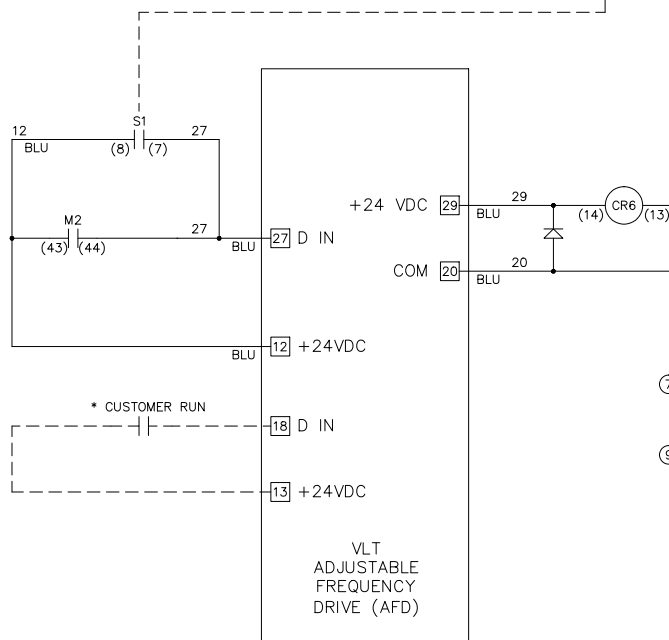 S1
12
27
BLU
(8)
(7)
29
+24 VDC
29
CR6
(14)
(13)
BLU
M2
27
(43)
(44)
BLU
27
D IN
20
COM
20
BLU
12
+24VDC
BLU
* CUSTOMER RUN
18
D IN
13
+24VDC
VLT
ADJUSTABLE
FREQUENCY
DRIVE (AFD)